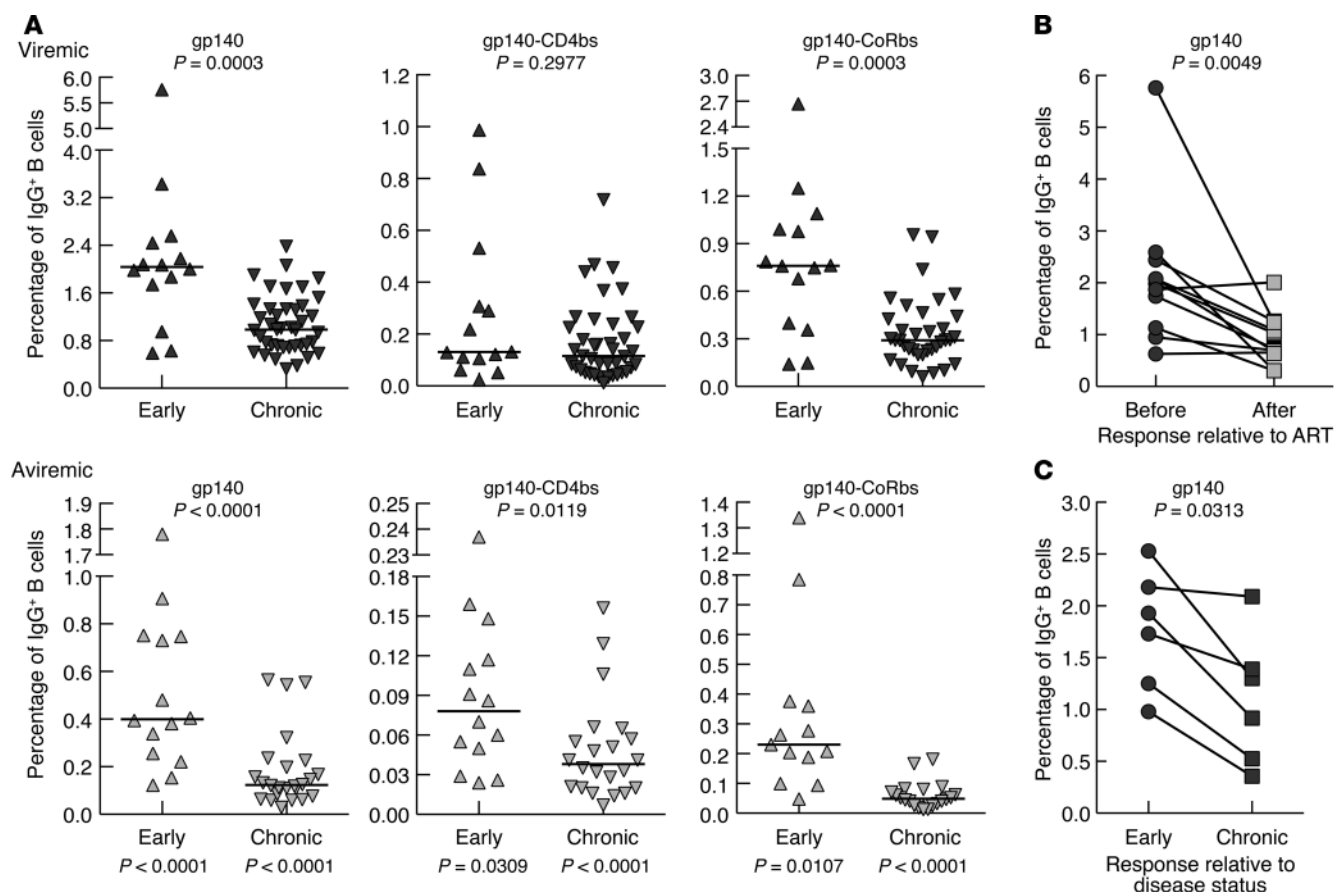 A
Viremic
gp140
P = 0.0003
Percentage of IgG⁺ B cells
6.0
5.5
5.0
4.0
3.2
2.4
1.6
0.8
0.0
Early
Chronic
gp140-CD4bs
P = 0.2977
1.2
1.0
0.8
0.6
0.4
0.2
0.0
Early
Chronic
gp140-CoRbs
P = 0.0003
3.0
2.7
2.4
1.5
1.2
0.9
0.6
0.3
0.0
Early
Chronic
B
gp140
P = 0.0049
Percentage of IgG⁺ B cells
6
5
4
3
2
1
0
Before
After
Response relative to ART
Aviremic
gp140
P < 0.0001
Percentage of IgG⁺ B cells
1.9
1.8
1.7
1.0
0.8
0.6
0.4
0.2
0.0
Early
Chronic
P < 0.0001
P < 0.0001
gp140-CD4bs
P = 0.0119
0.25
0.24
0.23
0.18
0.15
0.12
0.09
0.06
0.03
0.00
Early
Chronic
P = 0.0309
P < 0.0001
gp140-CoRbs
P < 0.0001
1.4
1.3
1.2
0.8
0.7
0.6
0.5
0.4
0.3
0.2
0.1
0.0
Early
Chronic
P = 0.0107
P < 0.0001
C
gp140
P = 0.0313
Percentage of IgG⁺ B cells
3.0
2.5
2.0
1.5
1.0
0.5
0.0
Early
Chronic
Response relative to
disease status